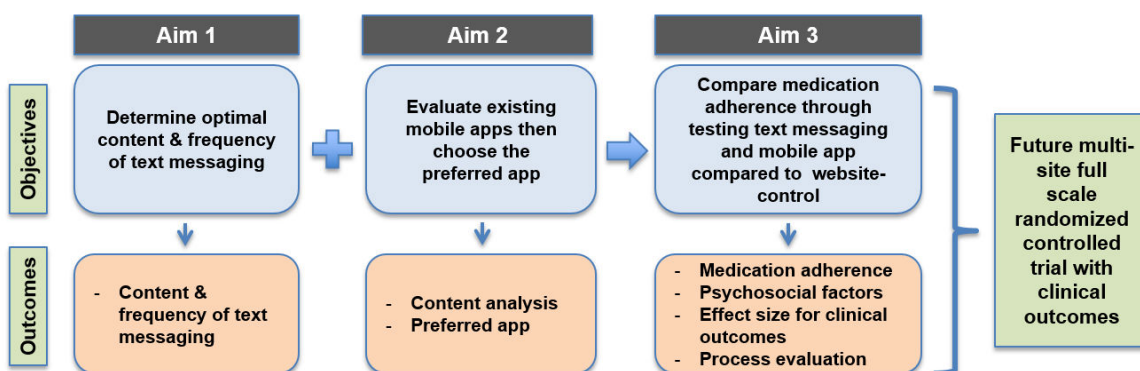 Aim 1
Aim 2
Aim 3
Objectives
Determine optimal
content & frequency
of text messaging
Evaluate existing
mobile apps then
choose the
preferred app
Compare medication
adherence through
testing text messaging
and mobile app
compared to website-
control
Outcomes
- Content &
frequency of text
messaging
- Content analysis
- Preferred app
- Medication adherence
- Psychosocial factors
- Effect size for clinical
outcomes
- Process evaluation
Future multi-
site full
scale
randomized
controlled
trial with
clinical
outcomes